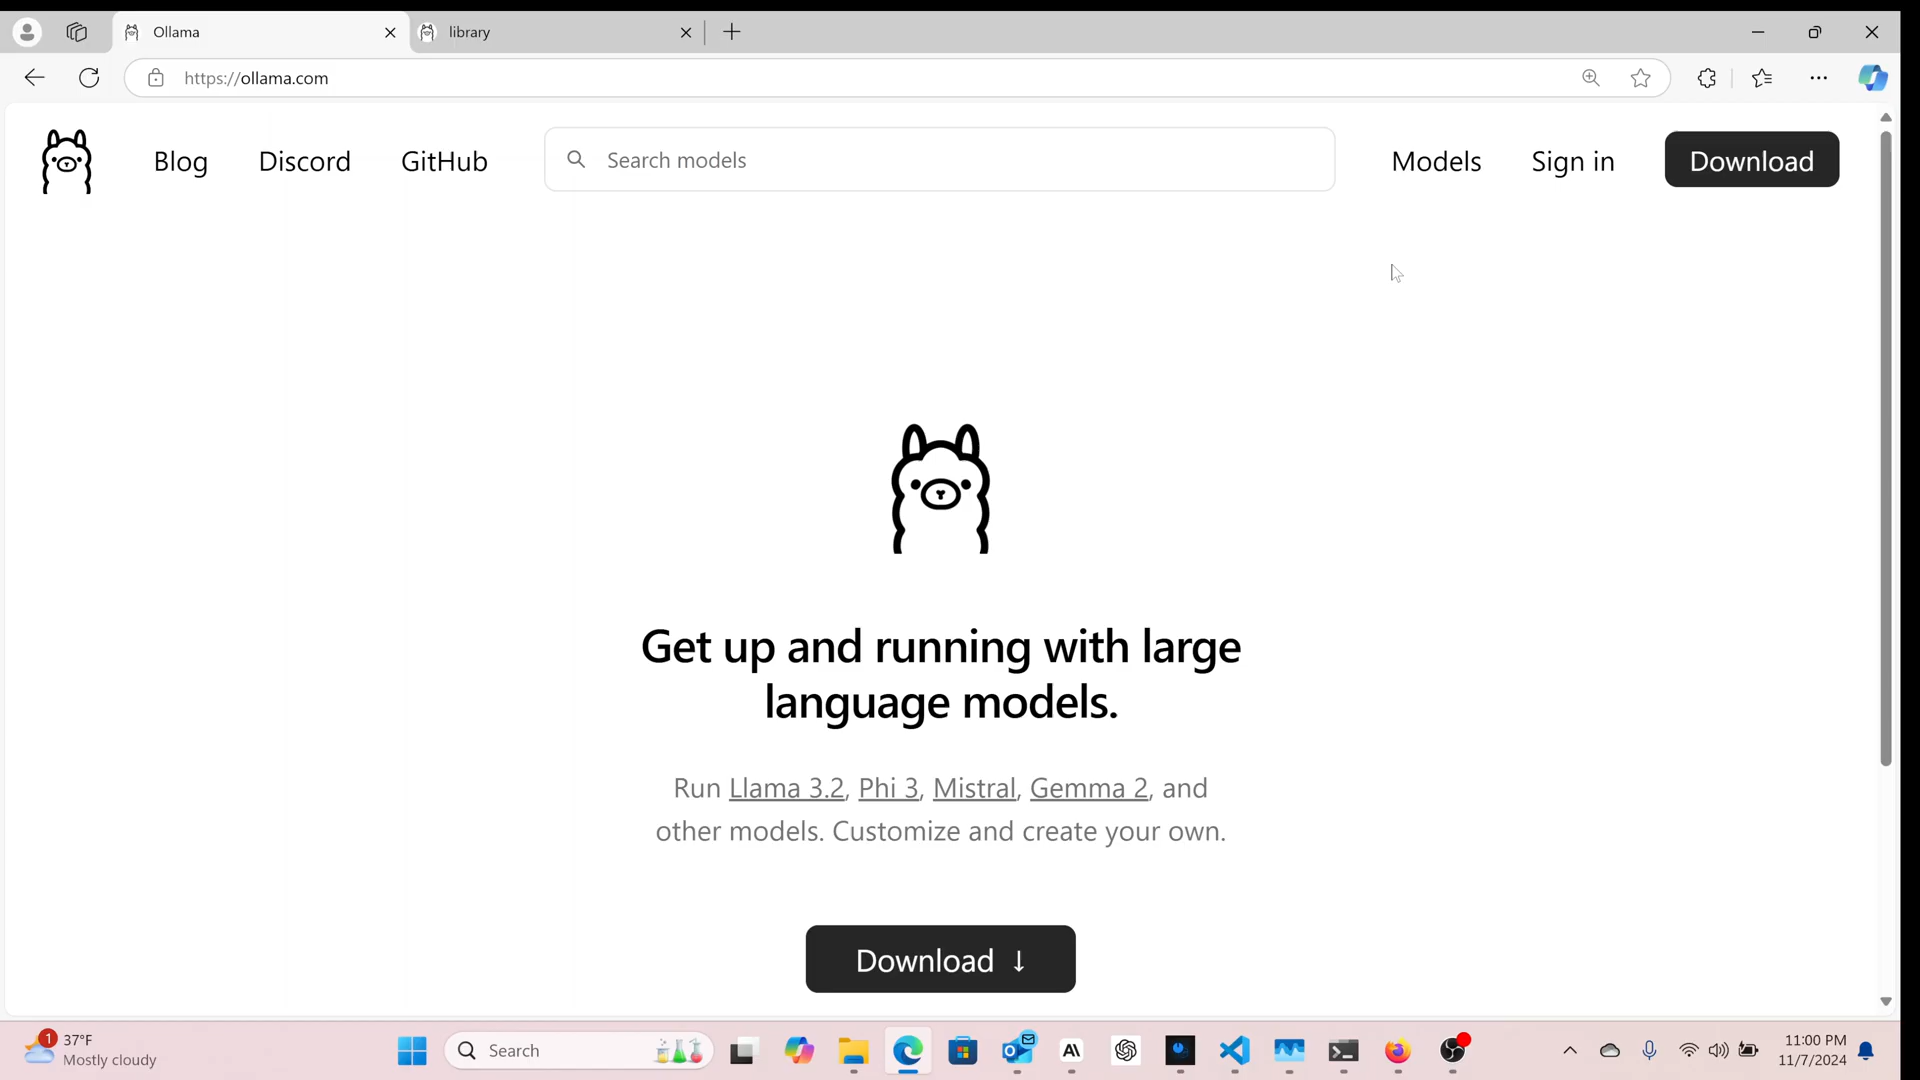 Ollama
library
https://ollama.com
Blog
Discord
GitHub
Search models
Models
Sign in
Download
Get up and running with large
language models.
Run Llama 3.2, Phi 3, Mistral, Gemma 2, and
other models. Customize and create your own.
Download ↓
1
37°F
Mostly cloudy
Search
AI
11:00 PM
11/7/2024